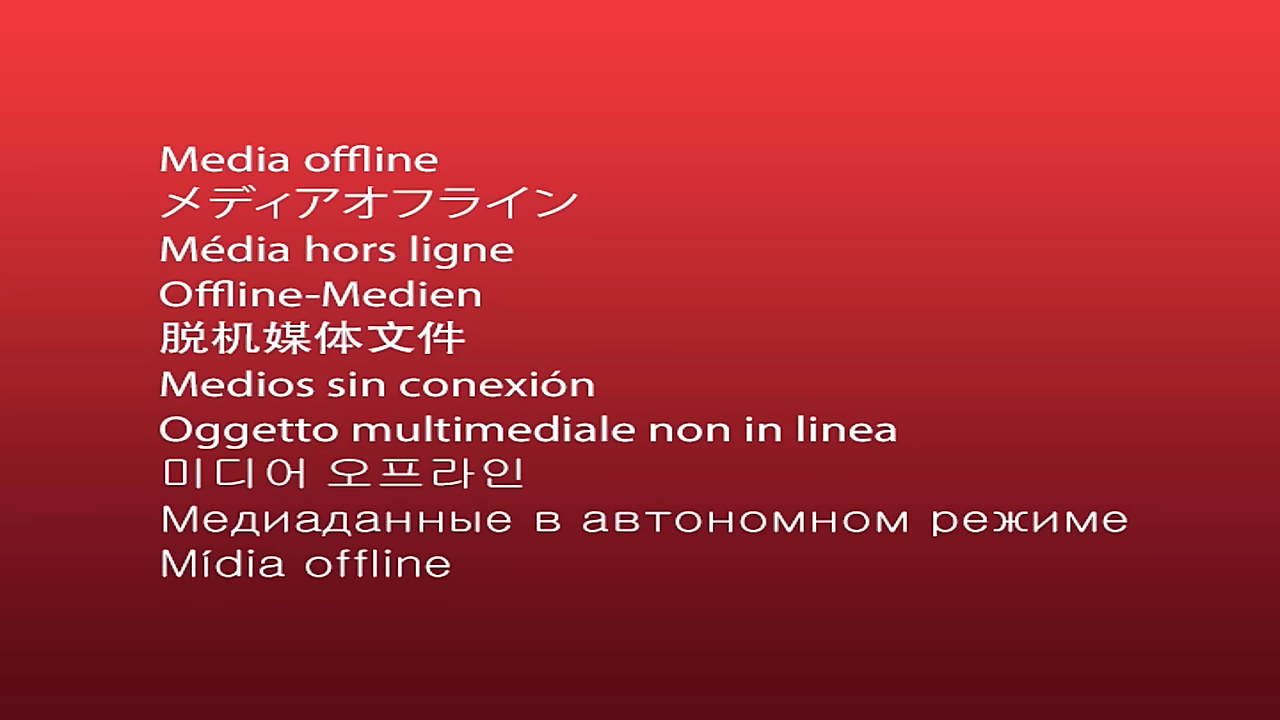 Media offline
メディアオフライン
Média hors ligne
Offline-Medien
脱机媒体文件
Medios sin conexión
Oggetto multimediale non in linea
미디어 오프라인
Медиаданные в автономном режиме
Mídia offline